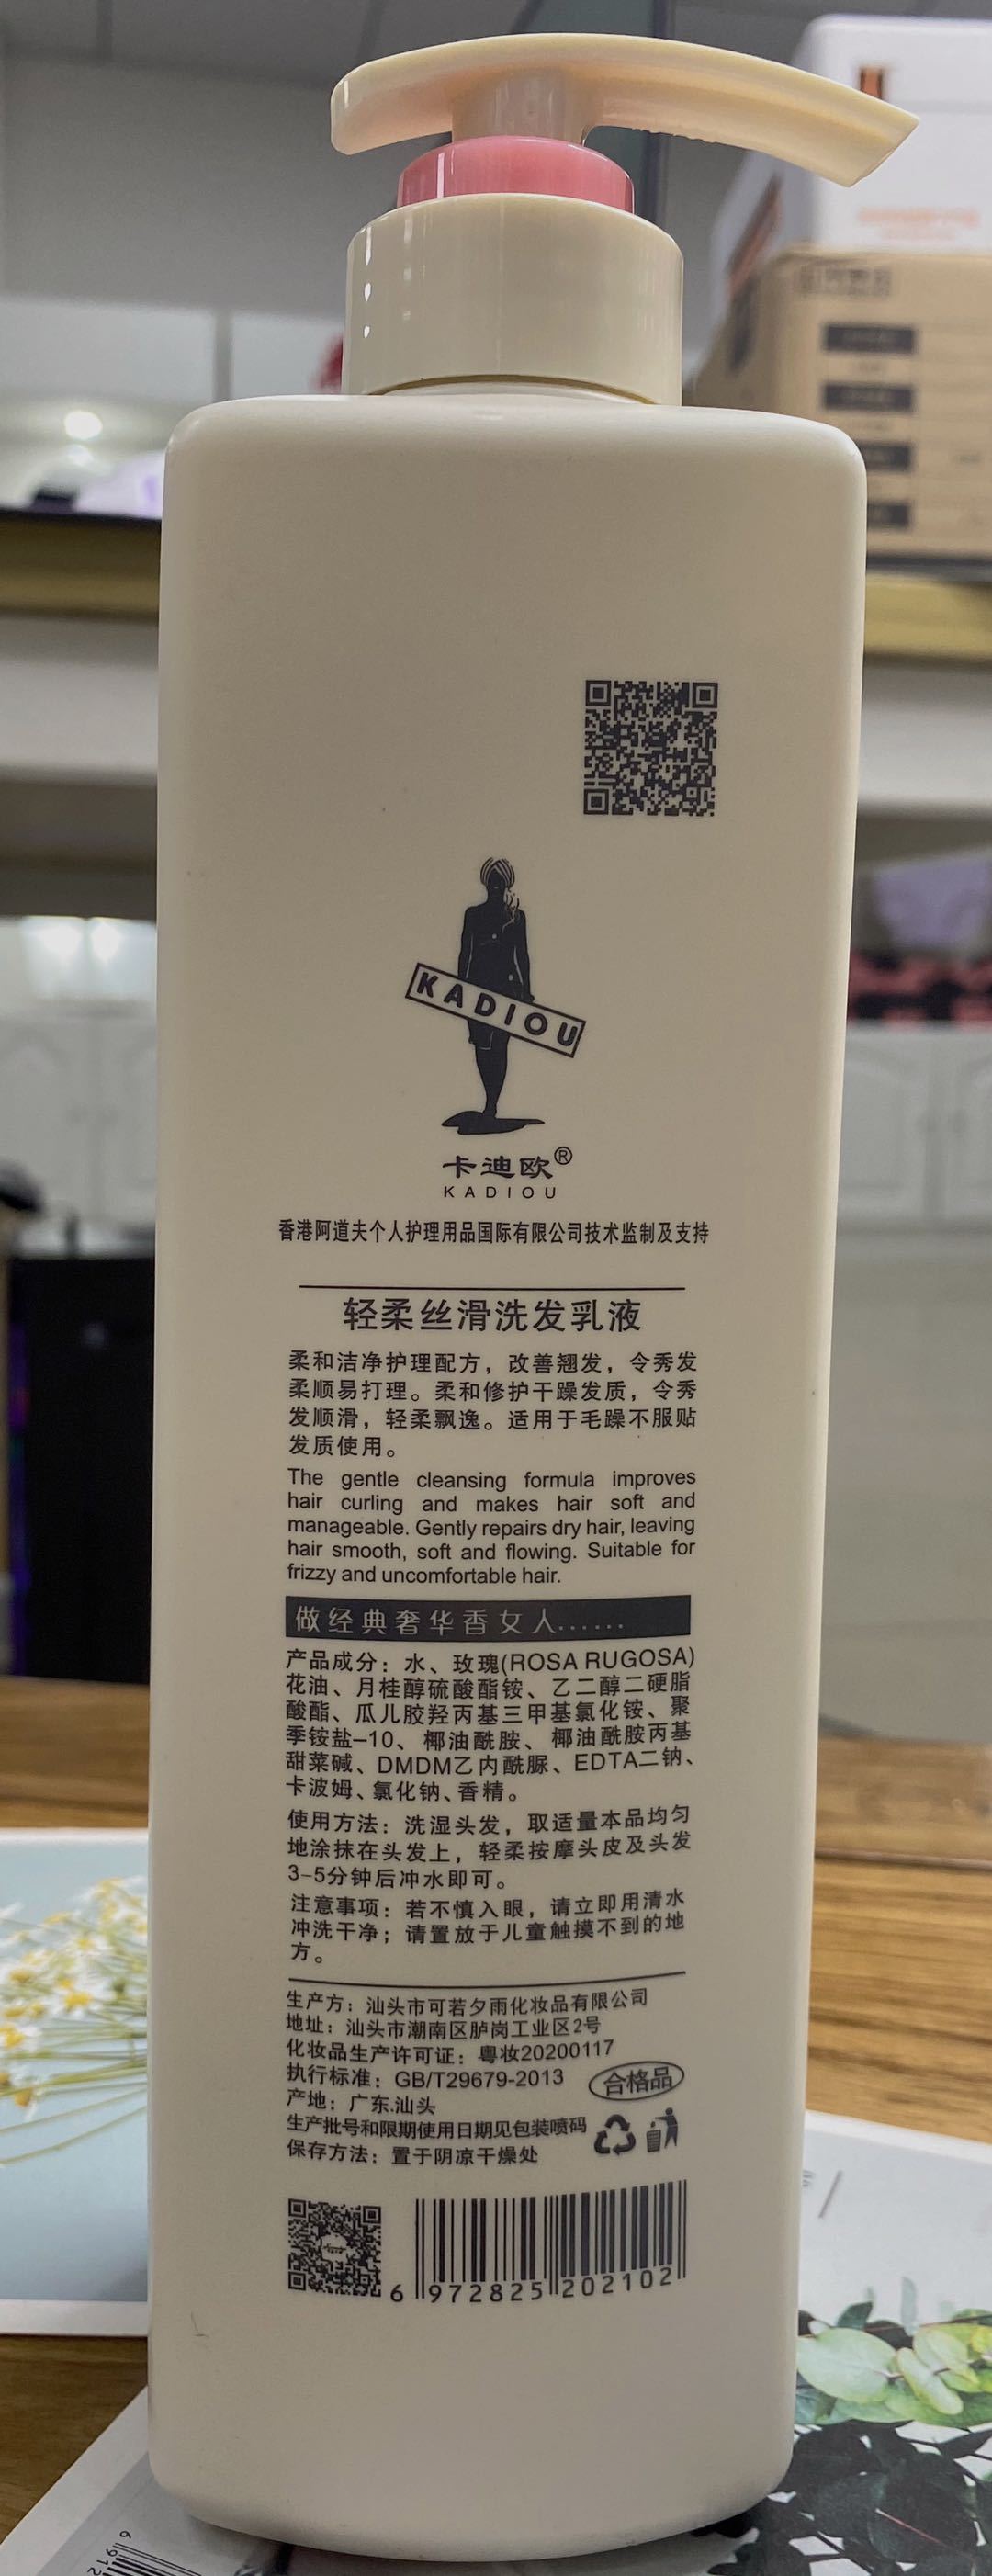 KADIOU
卡迪欧®
KADIOU
香港阿道夫个人护理用品国际有限公司技术监制及支持
轻柔丝滑洗发乳液
柔和洁净护理配方，改善翘发，令秀发
柔顺易打理。柔和修护干躁发质，令秀
发顺滑，轻柔飘逸。适用于毛躁不服贴
发质使用。
The gentle cleansing formula improves
hair curling and makes hair soft and
manageable. Gently repairs dry hair, leaving
hair smooth, soft and flowing. Suitable for
frizzy and uncomfortable hair.
做经典奢华香女人......
产品成分：水、玫瑰(ROSA RUGOSA)
花油、月桂醇硫酸酯铵、乙二醇二硬脂
酸酯、瓜儿胶羟丙基三甲基氯化铵、聚
季铵盐-10、椰油酰胺、椰油酰胺丙基
甜菜碱、DMDM乙内酰脲、EDTA二钠、
卡波姆、氯化钠、香精。
使用方法：洗湿头发，取适量本品均匀
地涂抹在头发上，轻柔按摩头皮及头发
3-5分钟后冲水即可。
注意事项：若不慎入眼，请立即用清水
冲洗干净；请置放于儿童触摸不到的地
方。
生产方：汕头市可若夕雨化妆品有限公司
地址：汕头市潮南区胪岗工业区2号
化妆品生产许可证：粤妆20200117
执行标准：GB/T29679-2013
合格品
产地：广东.汕头
生产批号和限期使用日期见包装喷码
保存方法：置于阴凉干燥处
6 972825 202102